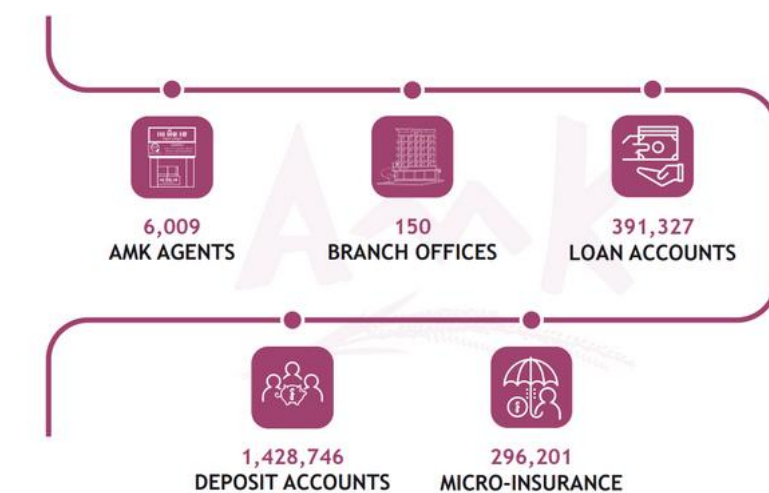 6,009
AMK AGENTS
150
BRANCH OFFICES
391,327
LOAN ACCOUNTS
Amk
1,428,746
DEPOSIT ACCOUNTS
296,201
MICRO-INSURANCE